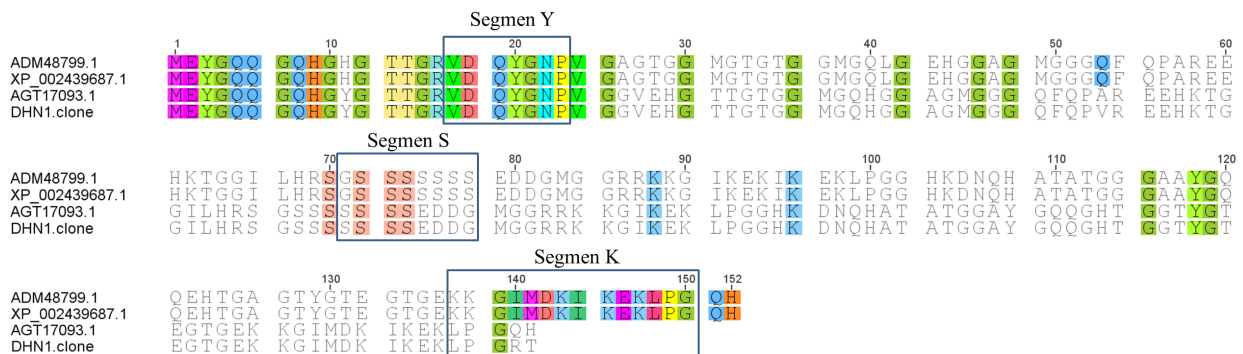 Segmen Y
1 10 20 30 40 50 60
ADM48799.1 MEYGQQ GQHGHG TTGRVD QYGNPV GAGTGG MGTGTG GMGQLG EHGGAG MGGGQF QPAREE
XP_002439687.1 MEYGQQ GQHGHG TTGRVD QYGNPV GAGTGG MGTGTG GMGQLG EHGGAG MGGGQF QPAREE
AGT17093.1 MEYGQQ GQHGYG TTGRVD QYGNPV GGVEHG TTGTGG MGQHGG AGMGGG QFQPAR EEHKTG
DHN1.clone MEYGQQ GQHGYG TTGRVD QYGNPV GGVEHG TTGTGG MGQHGG AGMGGG QFQPVR EEHKTG
Segmen S
70 80 90 100 110 120
ADM48799.1 HKTGGI LHRSGS SSSSSS EDDGMG GRRKKG IKEKIK EKLPGG HKDNQH ATATGG GAAYGQ
XP_002439687.1 HKTGGI LHRSGS SSSSSS EDDGMG GRRKKG IKEKIK EKLPGG HKDNQH ATATGG GAAYGQ
AGT17093.1 GILHRS GSSSSS SSEDDG MGGRRK KGIKEK LPGGHK DNQHAT ATGGAY GQQGHT GGTYGT
DHN1.clone GILHRS GSSSSS SSEDDG MGGRRK KGIKEK LPGGHK DNQHAT ATGGAY GQQGHT GGTYGT
Segmen K
130 140 150 152
ADM48799.1 QEHTGA GTYGTE GTGEKK GIMDKI KEKLPG QH
XP_002439687.1 QEHTGA GTYGTE GTGEKK GIMDKI KEKLPG QH
AGT17093.1 EGTGEK KGIMDK IKEKLP GQH
DHN1.clone EGTGEK KGIMDK IKEKLP GRT